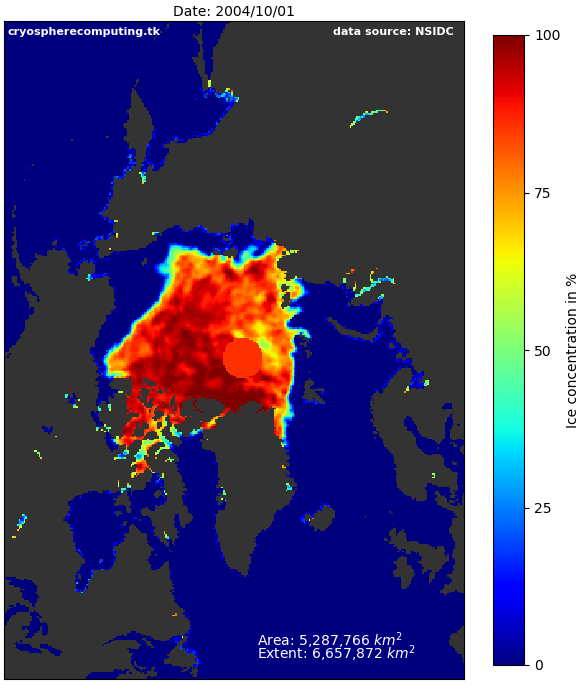 Date: 2004/10/01
cryospherecomputing.tk data source: NSIDC
100
75
50
25
0
Ice concentration in %
Area: 5,287,766 km²
Extent: 6,657,872 km²